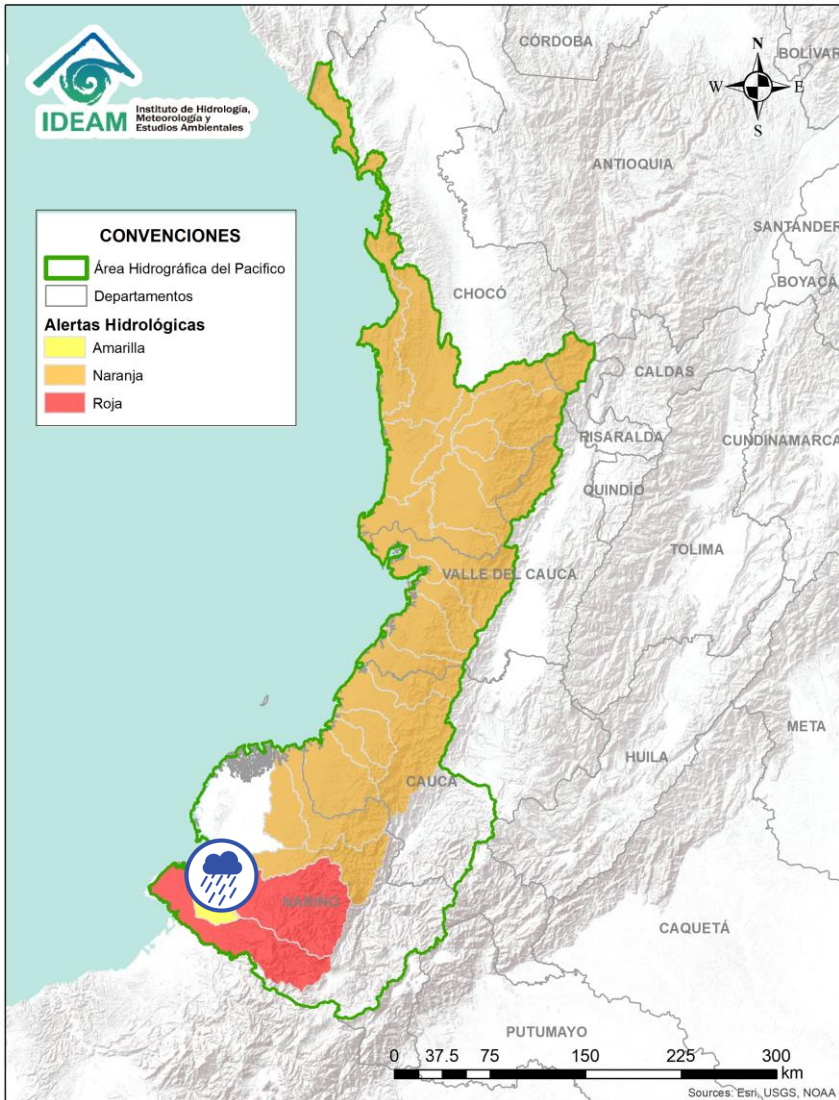 IDEAM
Instituto de Hidrología,
Meteorología y
Estudios Ambientales
CÓRDOBA
BOLÍVAR
N
W E
S
ANTIOQUIA
SANTANDER
BOYACÁ
CHOCÓ
CONVENCIONES
Área Hidrográfica del Pacifico
Departamentos
Alertas Hidrológicas
Amarilla
Naranja
Roja
CALDAS
RISARALDA
CUNDINAMARCA
QUINDÍO
TOLIMA
VALLE DEL CAUCA
META
HUILA
CAUCA
NARIÑO
CAQUETÁ
PUTUMAYO
0 37.5 75 150 225 300
km
Sources: Esri, USGS, NOAA